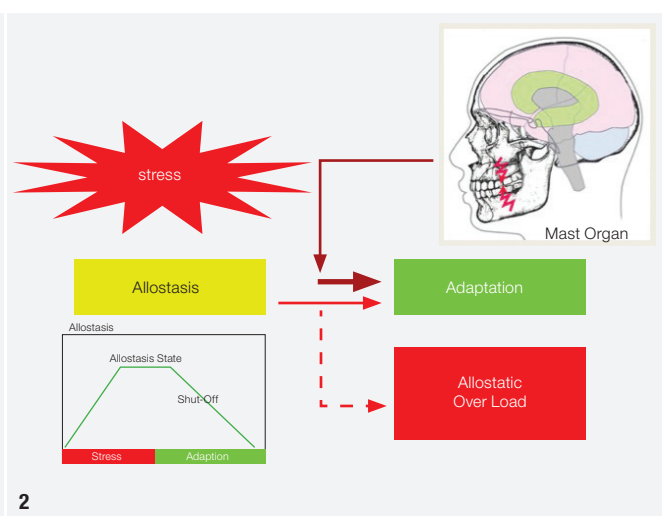 stress
Mast Organ
Allostasis
Adaptation
Allostasis
Allostasis State
Shut-Off
Stress
Adaption
Allostatic
Over Load
2